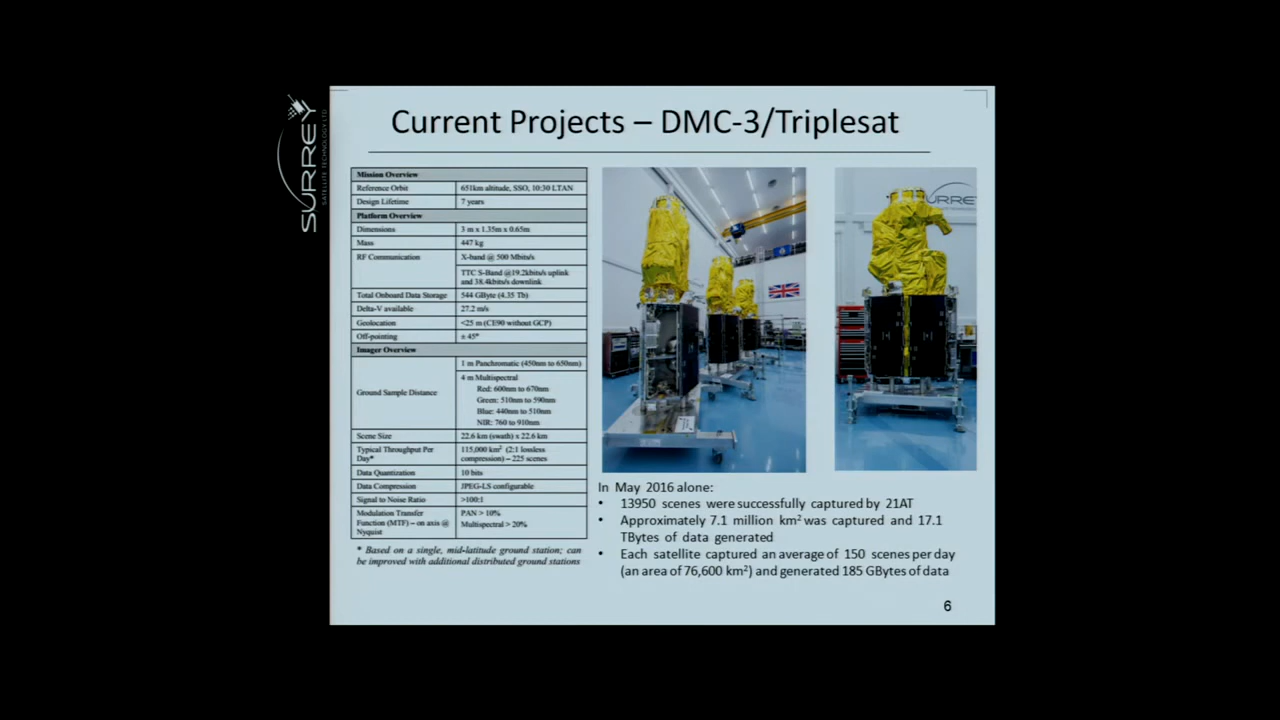 Current Projects – DMC-3/Triplesat
SURREY
SATELLITE TECHNOLOGY LTD
Mission Overview
Reference Orbit 651km altitude, SSO, 10:30 LTAN
Design Lifetime 7 years
Platform Overview
Dimensions 3 m x 1.35m x 0.65m
Mass 447 kg
RF Communication X-band @ 500 Mbits/s
TTC S-Band @19.2kbits/s uplink
and 38.4kbits/s downlink
Total Onboard Data Storage 544 GByte (4.35 Tb)
Delta-V available 27.2 m/s
Geolocation <25 m (CE90 without GCP)
Off-pointing ± 45°
Imager Overview
Ground Sample Distance 1 m Panchromatic (450nm to 650nm)
4 m Multispectral
Red: 600nm to 670nm
Green: 510nm to 590nm
Blue: 440nm to 510nm
NIR: 760 to 910nm
Scene Size 22.6 km (swath) x 22.6 km
Typical Throughput Per
Day* 115,000 km² (2:1 lossless
compression) – 225 scenes
Data Quantization 10 bits
Data Compression JPEG-LS configurable
Signal to Noise Ratio >100:1
Modulation Transfer
Function (MTF) – on axis @
Nyquist PAN > 10%
Multispectral > 20%
* Based on a single, mid-latitude ground station; can
be improved with additional distributed ground stations
SURREY
In May 2016 alone:
• 13950 scenes were successfully captured by 21AT
• Approximately 7.1 million km² was captured and 17.1
TBytes of data generated
• Each satellite captured an average of 150 scenes per day
(an area of 76,600 km²) and generated 185 GBytes of data
6